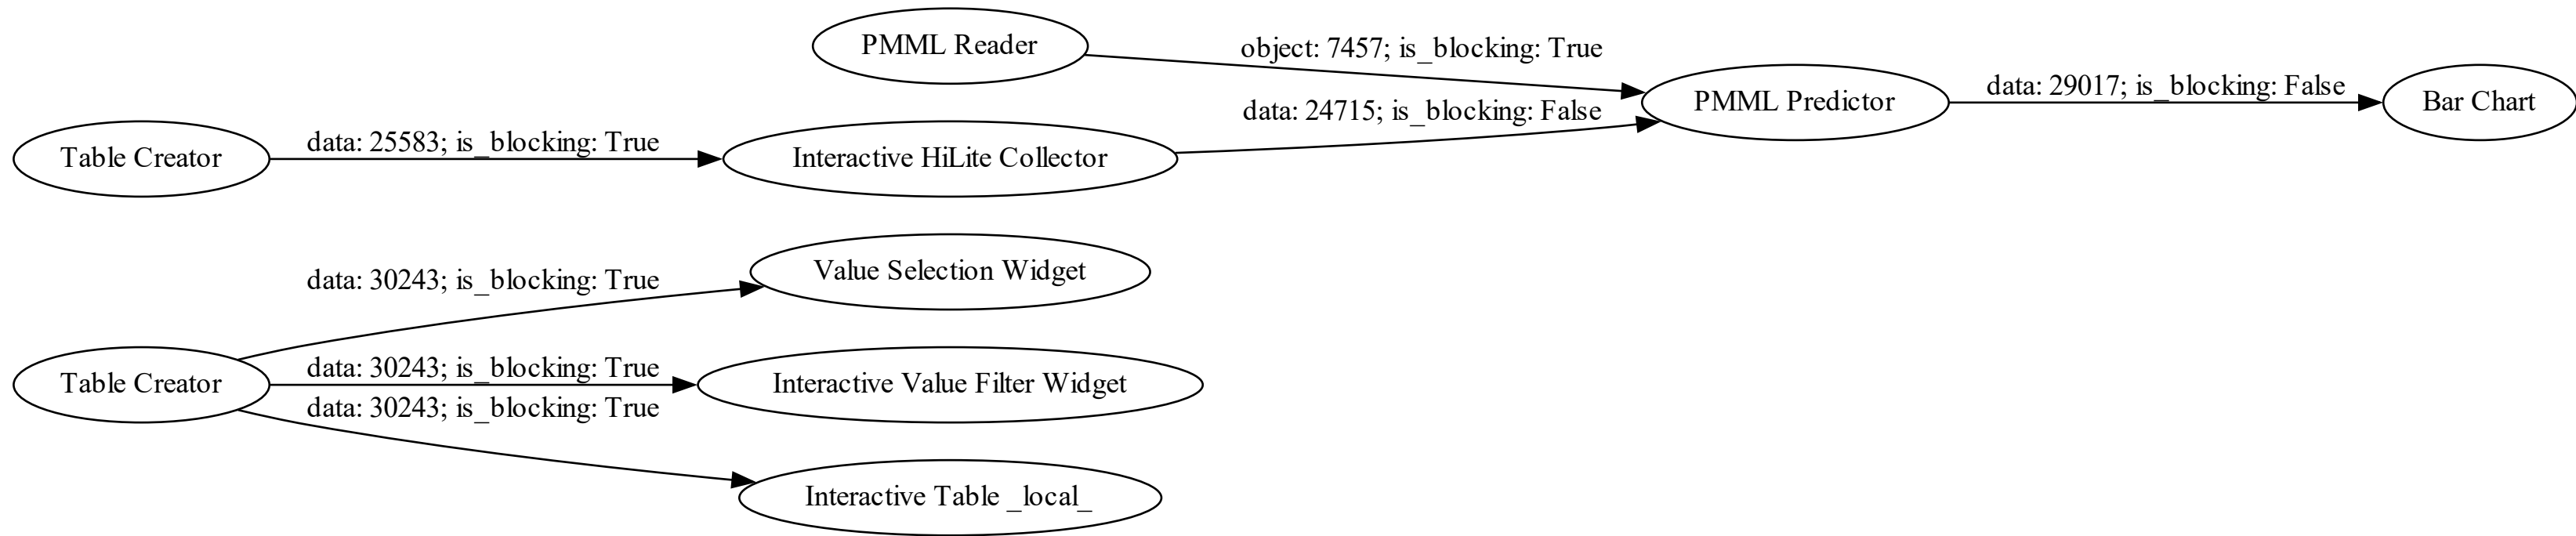 PMML Reader
object: 7457; is_blocking: True
PMML Predictor
data: 29017; is_blocking: False
Bar Chart
Table Creator
data: 25583; is_blocking: True
Interactive HiLite Collector
data: 24715; is_blocking: False
Value Selection Widget
data: 30243; is_blocking: True
Table Creator
data: 30243; is_blocking: True
Interactive Value Filter Widget
data: 30243; is_blocking: True
Interactive Table _local_